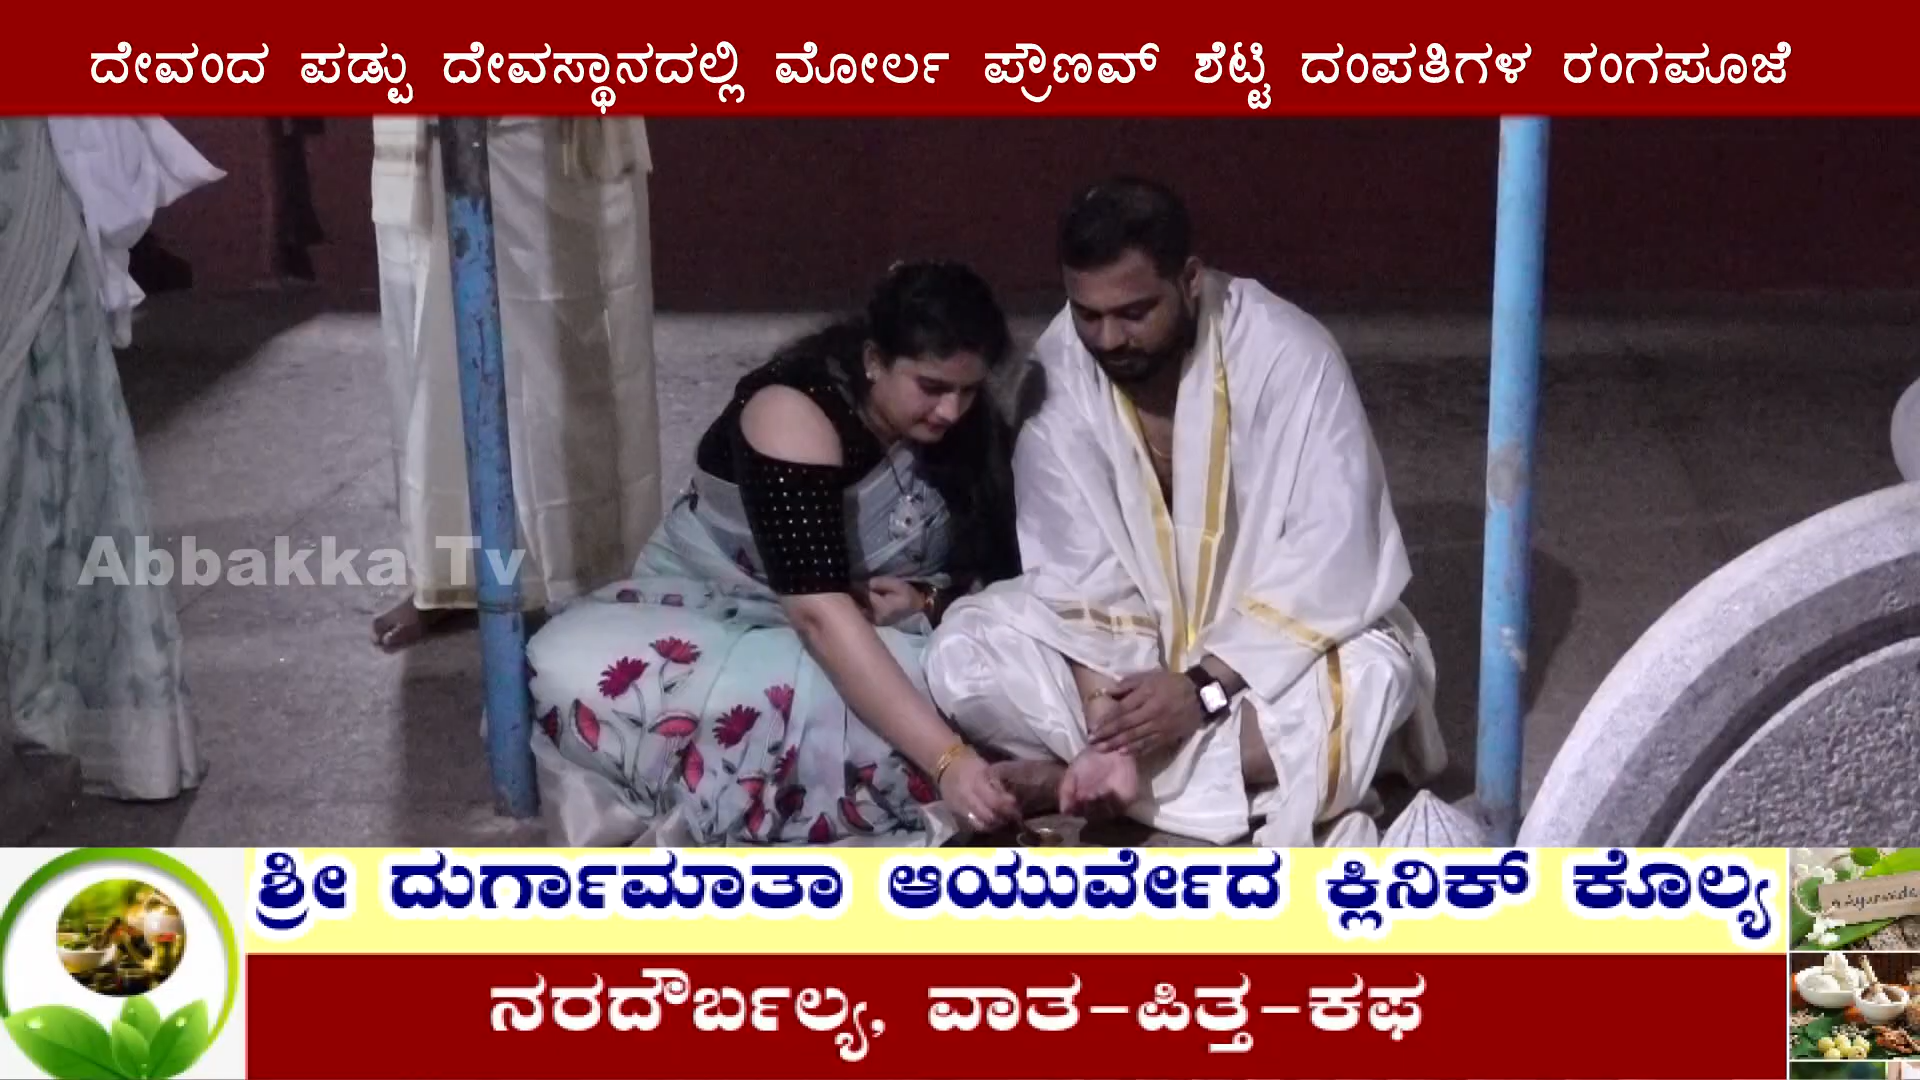 ದೇವಂದ ಪಡ್ಪು ದೇವಸ್ಥಾನದಲ್ಲಿ ಮೋರ್ಲ ಪ್ರೌಣವ್ ಶೆಟ್ಟಿ ದಂಪತಿಗಳ ರಂಗಪೂಜೆ
Abbakka Tv
ಶ್ರೀ ದುರ್ಗಾಮಾತಾ ಆಯುರ್ವೇದ ಕ್ಲಿನಿಕ್ ಕೊಲ್ಯ
ನರದೌರ್ಬಲ್ಯ, ವಾತ-ಪಿತ್ತ-ಕಫ